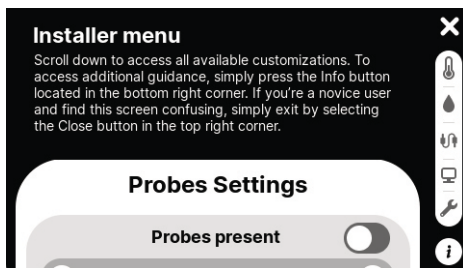 Installer menu
Scroll down to access all available customizations. To
access additional guidance, simply press the Info button
located in the bottom right corner. If you're a novice user
and find this screen confusing, simply exit by selecting
the Close button in the top right corner.
Probes Settings
Probes present
i